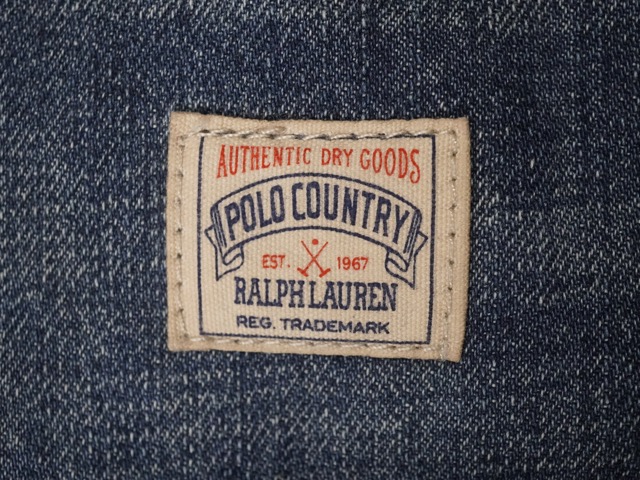 AUTHENTIC DRY GOODS
POLO COUNTRY
EST. 1967
RALPH LAUREN
REG. TRADEMARK